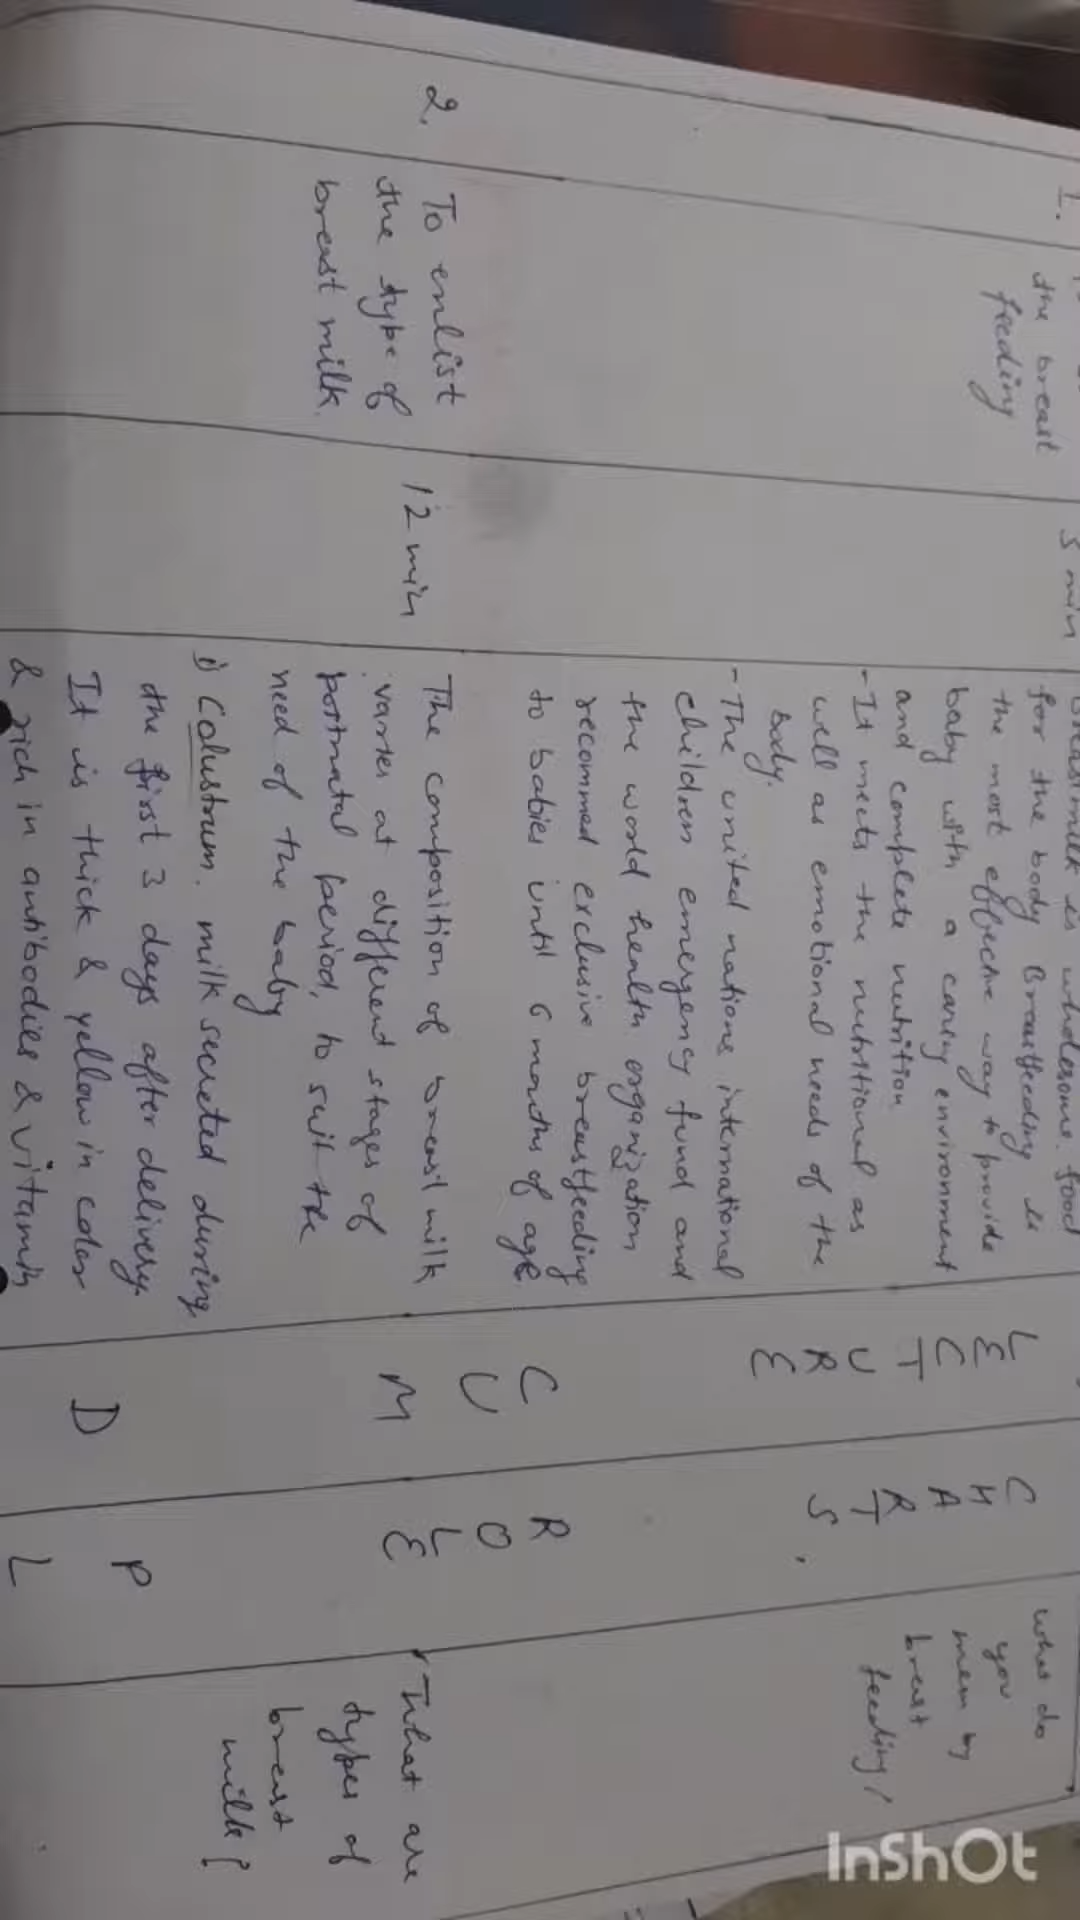 1.
the breast
feeding
3 min
Breastmilk is wholesome food
for the body Breastfeeding is
the most effective way to provide
baby with a carry environment
and complete nutrition
- It meets the nutritional as
well as emotional needs of the
body.
- The united nations international
children emergency fund and
the world health organization
recommed exclusive breastfeeding
to babies until 6 months of age
L
E
C
T
U
R
E
C
U
M
C
H
A
R
T
S
R
O
L
E
what do
you
mean by
breast
feeding?
2.
To enlist
the type of
breast milk.
12 min
The composition of breast milk
varies at different stages of
postnatal period, to suit the
need of the baby
i) Colustrum. milk secreted during
the first 3 days after delivery.
It is thick & yellow in color
& rich in antibodies & vitamin
D
P
L
What are
types of
breast
milk?
InShOt